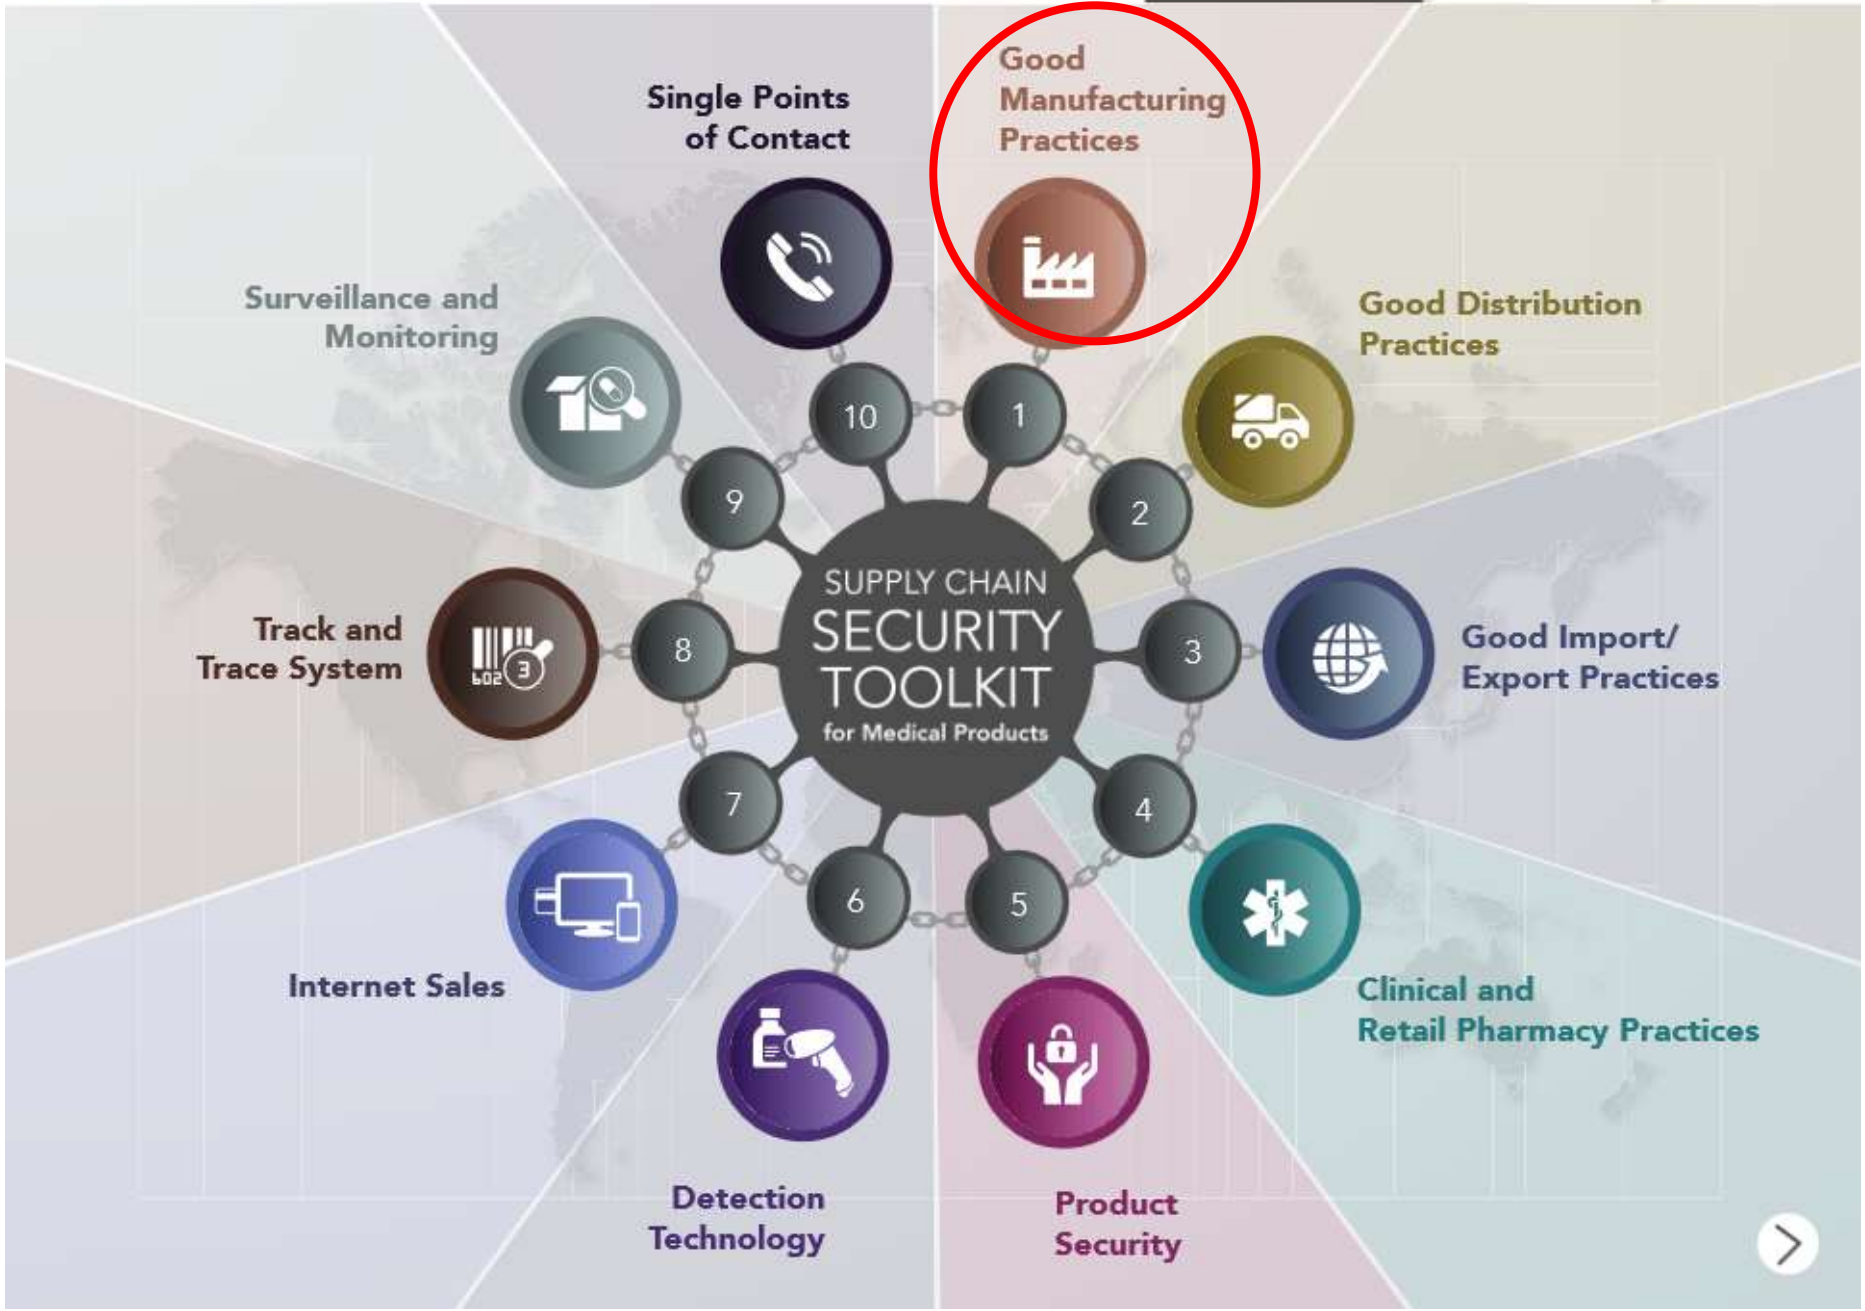 Good
Manufacturing
Practices
Single Points
of Contact
Surveillance and
Monitoring
Good Distribution
Practices
10
1
9
2
SUPPLY CHAIN
SECURITY
TOOLKIT
for Medical Products
Track and
Trace System
602
3
8
3
Good Import/
Export Practices
7
4
6
5
Internet Sales
Clinical and
Retail Pharmacy Practices
Detection
Technology
Product
Security